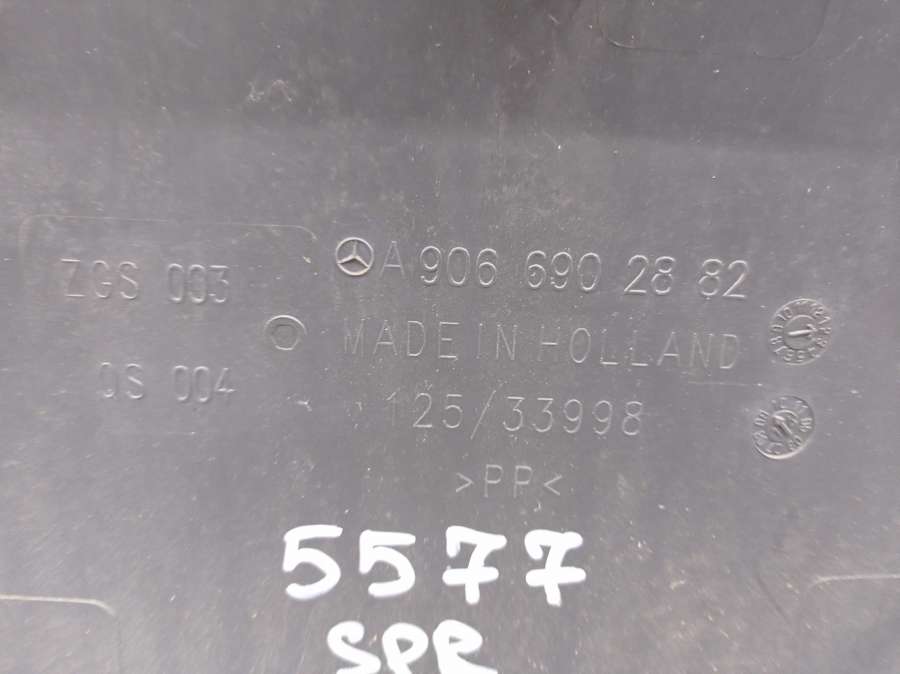 ZGS 003
A 906 690 28 82
MADE IN HOLLAND
QS 004
125/33998
>PP<
5577
SPR